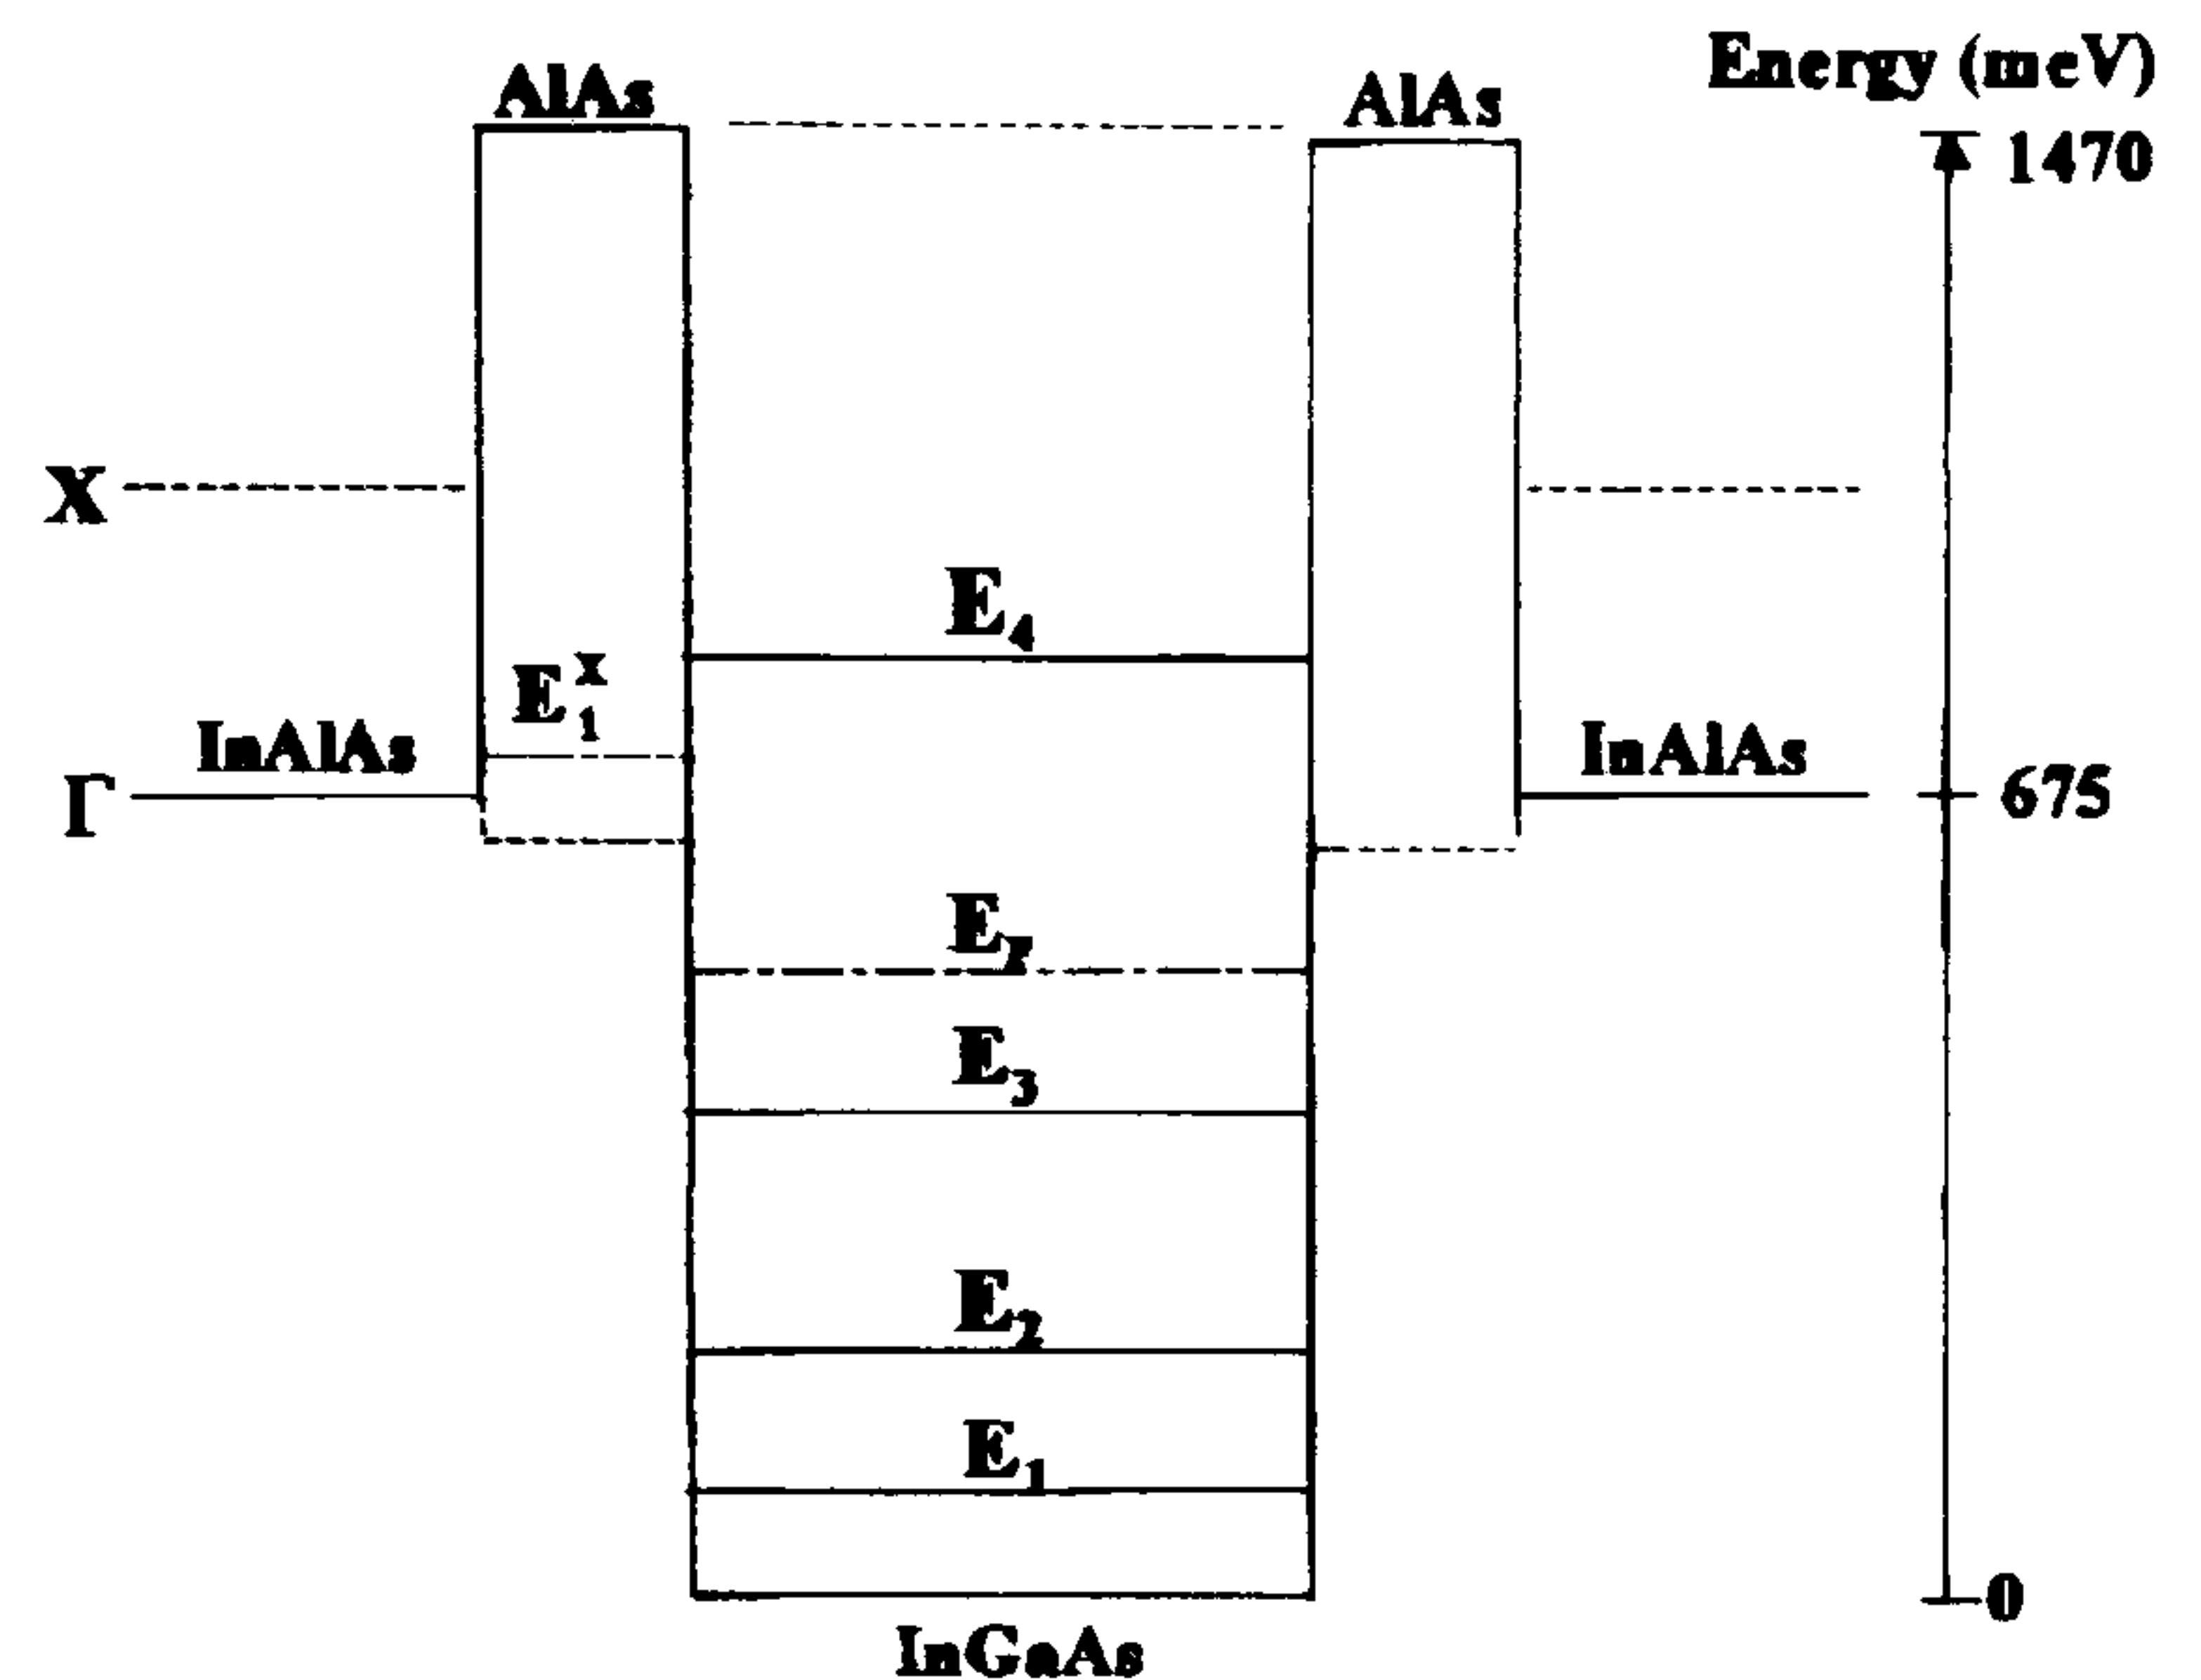 AlAs
AlAs
Energy (meV)
1470
X
E₄
E₁ˣ
InAlAs
InAlAs
Γ
675
E₃
E₂
E₁
0
InGaAs